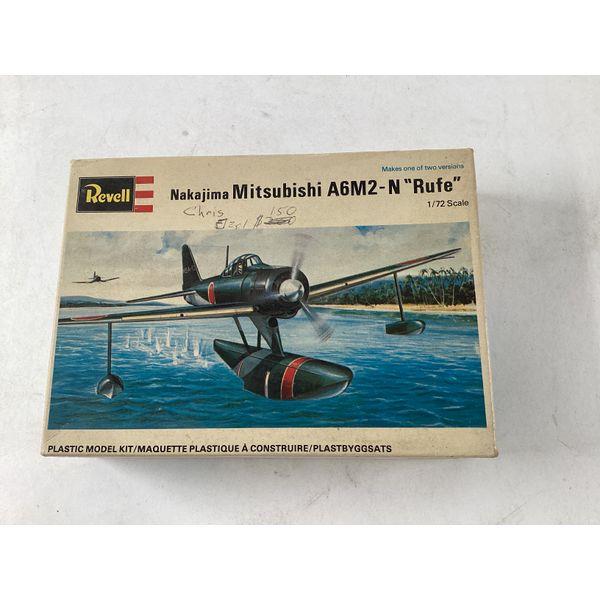 Makes one of two versions
Revell
Nakajima Mitsubishi A6M2-N "Rufe"
1/72 Scale
Chris 150
PLASTIC MODEL KIT/MAQUETTE PLASTIQUE À CONSTRUIRE/PLASTBYGGSATS